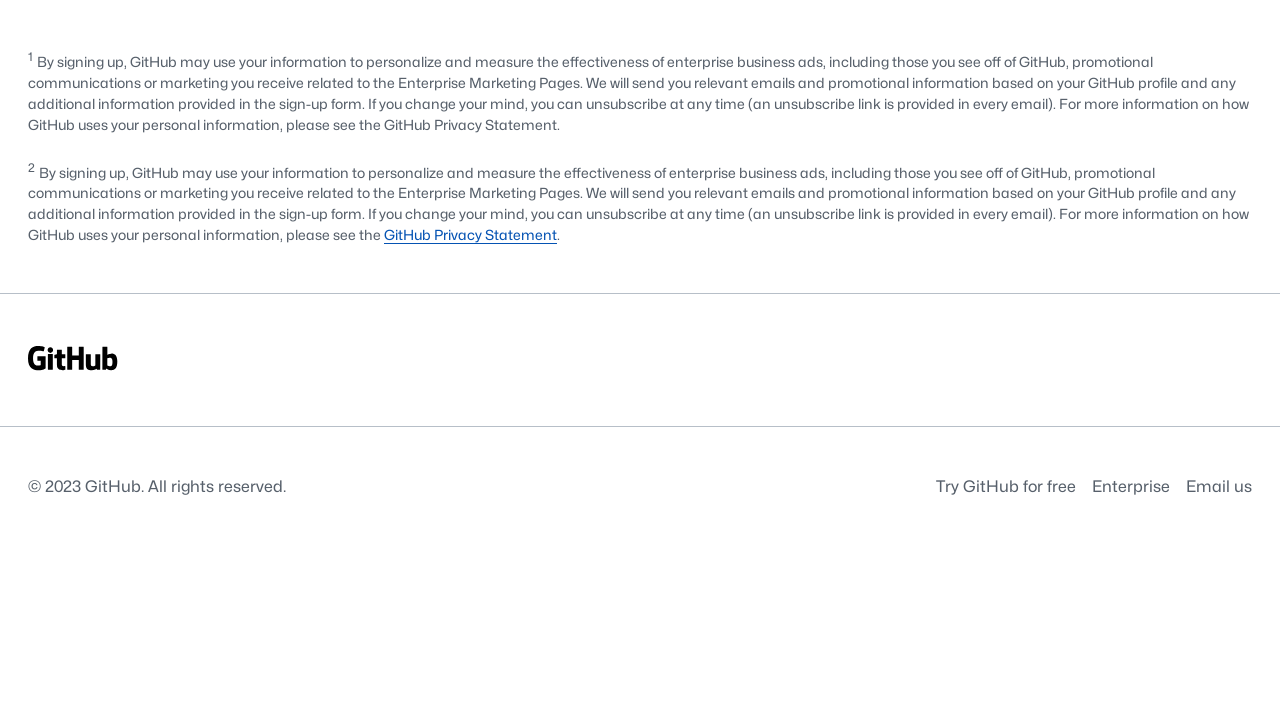 1 By signing up, GitHub may use your information to personalize and measure the effectiveness of enterprise business ads, including those you see off of GitHub, promotional
communications or marketing you receive related to the Enterprise Marketing Pages. We will send you relevant emails and promotional information based on your GitHub profile and any
additional information provided in the sign-up form. If you change your mind, you can unsubscribe at any time (an unsubscribe link is provided in every email). For more information on how
GitHub uses your personal information, please see the GitHub Privacy Statement.
2 By signing up, GitHub may use your information to personalize and measure the effectiveness of enterprise business ads, including those you see off of GitHub, promotional
communications or marketing you receive related to the Enterprise Marketing Pages. We will send you relevant emails and promotional information based on your GitHub profile and any
additional information provided in the sign-up form. If you change your mind, you can unsubscribe at any time (an unsubscribe link is provided in every email). For more information on how
GitHub uses your personal information, please see the GitHub Privacy Statement.
GitHub
© 2023 GitHub. All rights reserved.
Try GitHub for free Enterprise Email us